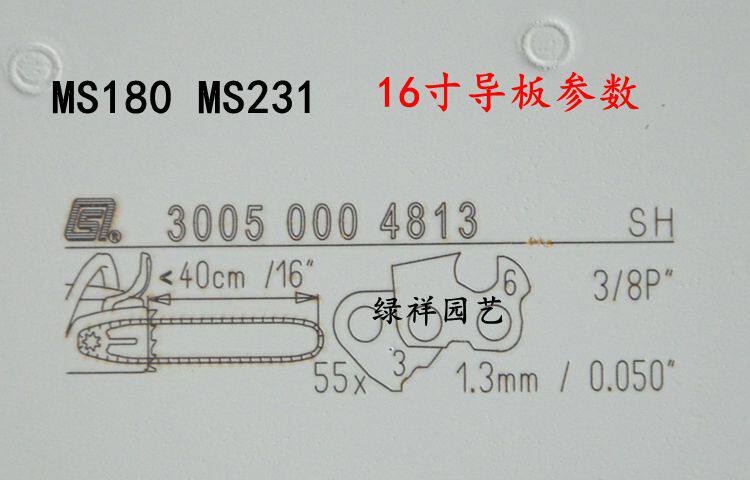 MS180 MS231 16寸导板参数
3005 000 4813 SH
<40cm /16" 6 3/8P"
绿祥园艺
55x 3 1.3mm / 0.050"